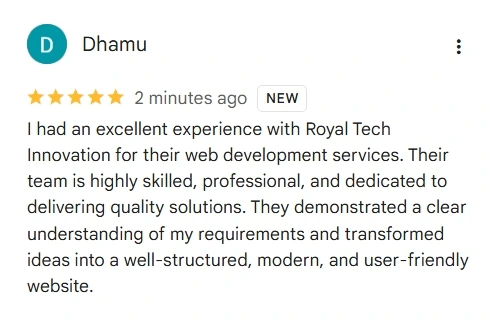 D
Dhamu
2 minutes ago NEW
I had an excellent experience with Royal Tech
Innovation for their web development services. Their
team is highly skilled, professional, and dedicated to
delivering quality solutions. They demonstrated a clear
understanding of my requirements and transformed
ideas into a well-structured, modern, and user-friendly
website.